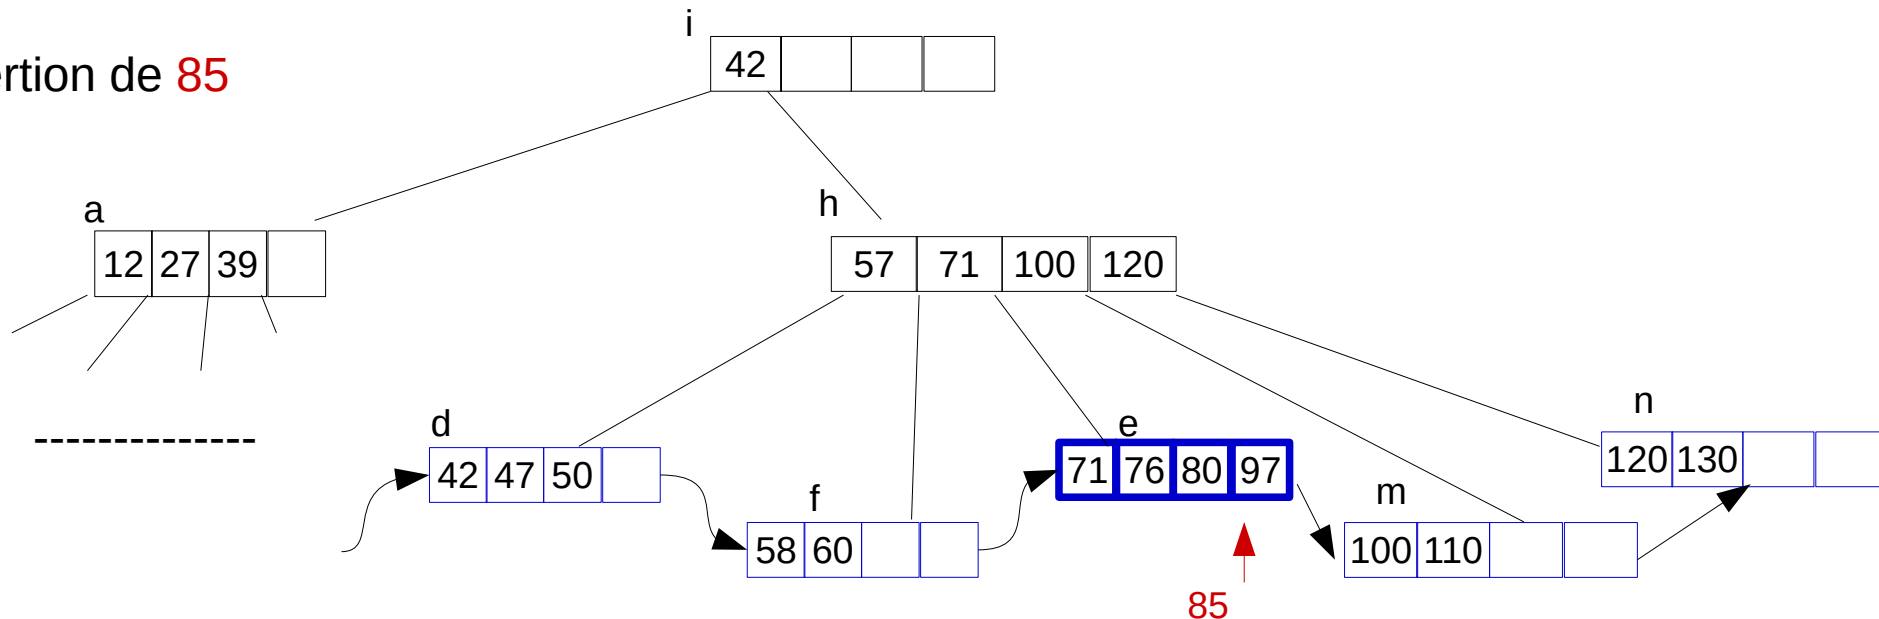 i
42
ertion de 85
a
h
12 27 39
57 71 100 120
n
d
e
--------------
42 47 50
71 76 80 97
120 130
f
m
58 60
100 110
85